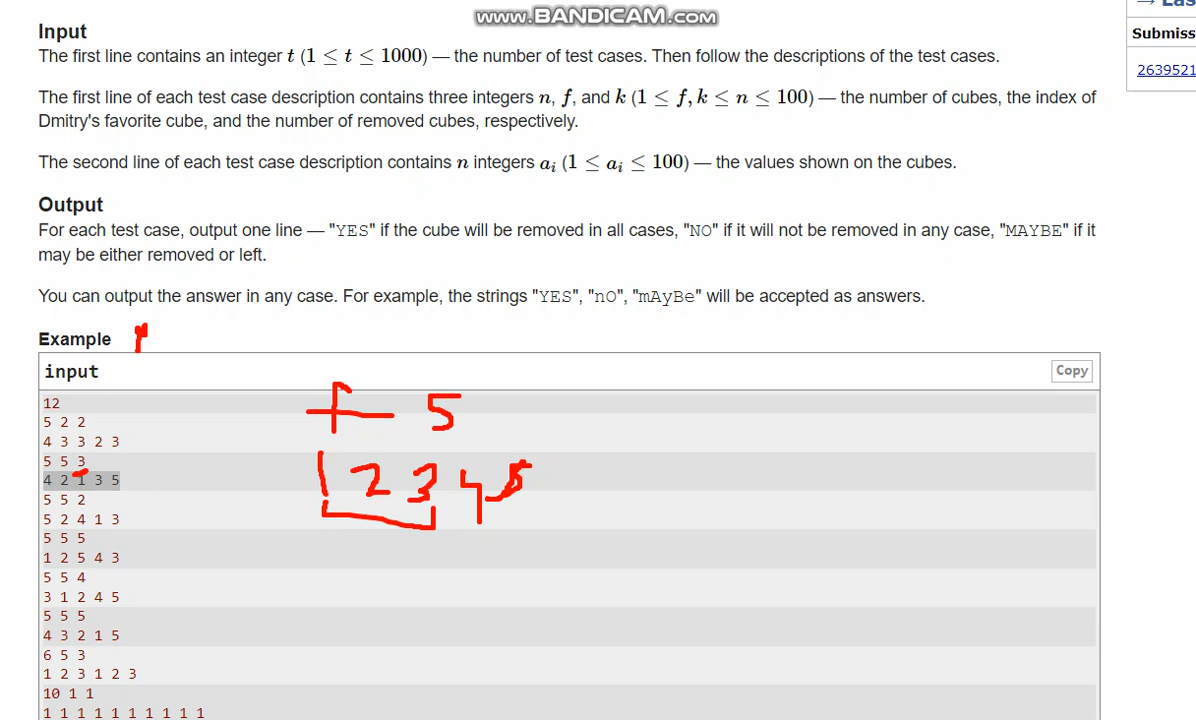 www.BANDICAM.com
→ Las
Input
Submiss
The first line contains an integer t (1 ≤ t ≤ 1000) — the number of test cases. Then follow the descriptions of the test cases.
2639521
The first line of each test case description contains three integers n, f, and k (1 ≤ f, k ≤ n ≤ 100) — the number of cubes, the index of
Dmitry's favorite cube, and the number of removed cubes, respectively.
The second line of each test case description contains n integers aᵢ (1 ≤ aᵢ ≤ 100) — the values shown on the cubes.
Output
For each test case, output one line — "YES" if the cube will be removed in all cases, "NO" if it will not be removed in any case, "MAYBE" if it
may be either removed or left.
You can output the answer in any case. For example, the strings "YES", "nO", "mAyBe" will be accepted as answers.
Example
input
Copy
12
5 2 2
4 3 3 2 3
5 5 3
4 2 1 3 5
5 5 2
5 2 4 1 3
5 5 5
1 2 5 4 3
5 5 4
3 1 2 4 5
5 5 5
4 3 2 1 5
6 5 3
1 2 3 1 2 3
10 1 1
1 1 1 1 1 1 1 1 1 1
f 5
1 2 3 4 5